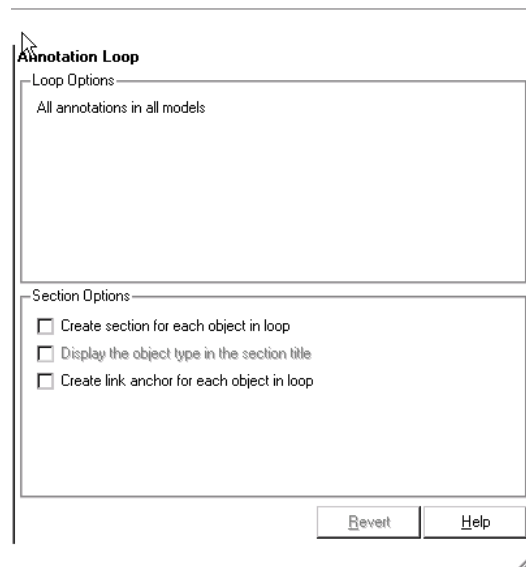 Annotation Loop
Loop Options
All annotations in all models
Section Options
Create section for each object in loop
Display the object type in the section title
Create link anchor for each object in loop
Revert
Help